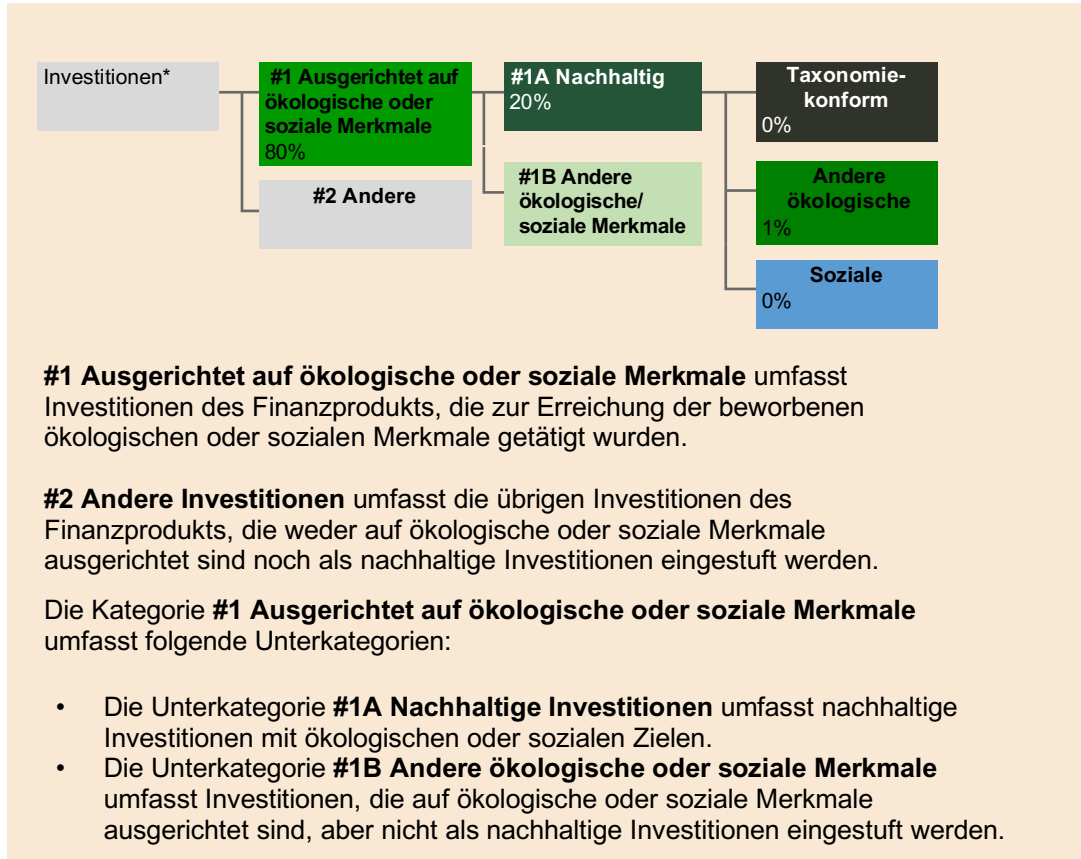 Investitionen*
#1 Ausgerichtet auf
ökologische oder
soziale Merkmale
80%
#2 Andere
#1A Nachhaltig
20%
#1B Andere
ökologische/
soziale Merkmale
Taxonomie-
konform
0%
Andere
ökologische
1%
Soziale
0%
#1 Ausgerichtet auf ökologische oder soziale Merkmale umfasst
Investitionen des Finanzprodukts, die zur Erreichung der beworbenen
ökologischen oder sozialen Merkmale getätigt wurden.
#2 Andere Investitionen umfasst die übrigen Investitionen des
Finanzprodukts, die weder auf ökologische oder soziale Merkmale
ausgerichtet sind noch als nachhaltige Investitionen eingestuft werden.
Die Kategorie #1 Ausgerichtet auf ökologische oder soziale Merkmale
umfasst folgende Unterkategorien:
• Die Unterkategorie #1A Nachhaltige Investitionen umfasst nachhaltige
Investitionen mit ökologischen oder sozialen Zielen.
• Die Unterkategorie #1B Andere ökologische oder soziale Merkmale
umfasst Investitionen, die auf ökologische oder soziale Merkmale
ausgerichtet sind, aber nicht als nachhaltige Investitionen eingestuft werden.